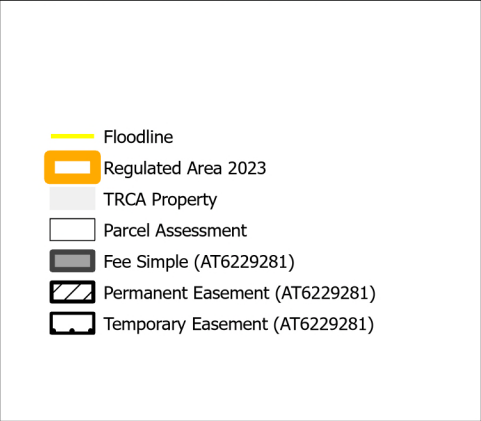 Floodline
Regulated Area 2023
TRCA Property
Parcel Assessment
Fee Simple (AT6229281)
Permanent Easement (AT6229281)
Temporary Easement (AT6229281)